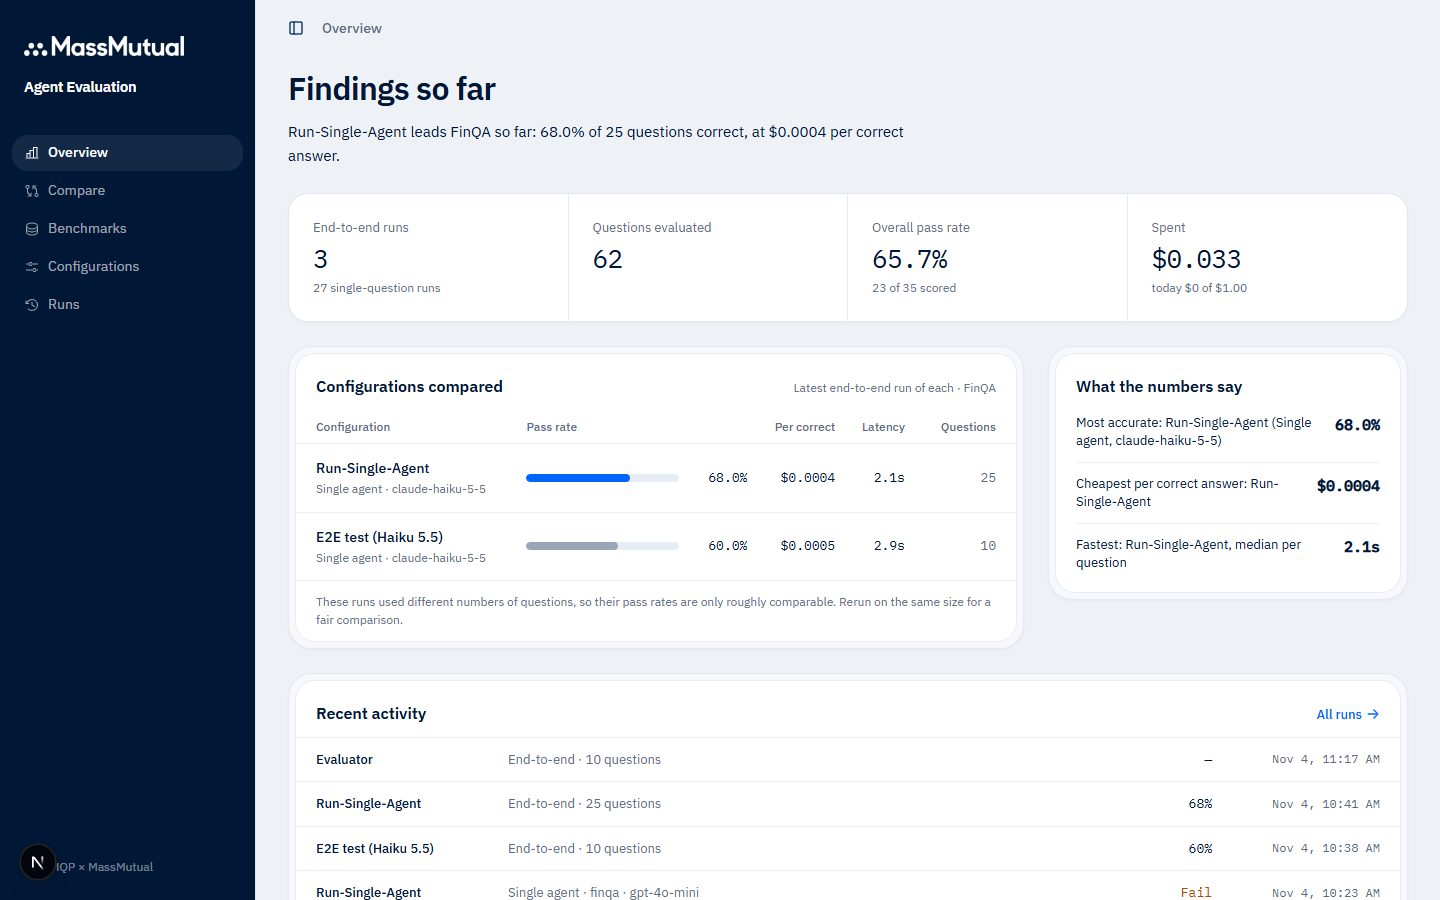 MassMutual
Agent Evaluation
Overview
Compare
Benchmarks
Configurations
Runs
N
IQP × MassMutual
Overview
Findings so far
Run-Single-Agent leads FinQA so far: 68.0% of 25 questions correct, at $0.0004 per correct
answer.
End-to-end runs
3
27 single-question runs
Questions evaluated
62
Overall pass rate
65.7%
23 of 35 scored
Spent
$0.033
today $0 of $1.00
Configurations compared
Latest end-to-end run of each · FinQA
Configuration Pass rate Per correct Latency Questions
Run-Single-Agent
Single agent · claude-haiku-5-5
68.0% $0.0004 2.1s 25
E2E test (Haiku 5.5)
Single agent · claude-haiku-5-5
60.0% $0.0005 2.9s 10
These runs used different numbers of questions, so their pass rates are only roughly comparable. Rerun on the same size for a
fair comparison.
What the numbers say
Most accurate: Run-Single-Agent (Single
agent, claude-haiku-5-5)
68.0%
Cheapest per correct answer: Run-
Single-Agent
$0.0004
Fastest: Run-Single-Agent, median per
question
2.1s
Recent activity
All runs →
Evaluator End-to-end · 10 questions — Nov 4, 11:17 AM
Run-Single-Agent End-to-end · 25 questions 68% Nov 4, 10:41 AM
E2E test (Haiku 5.5) End-to-end · 10 questions 60% Nov 4, 10:38 AM
Run-Single-Agent Single agent · finqa · gpt-4o-mini Fail Nov 4, 10:23 AM